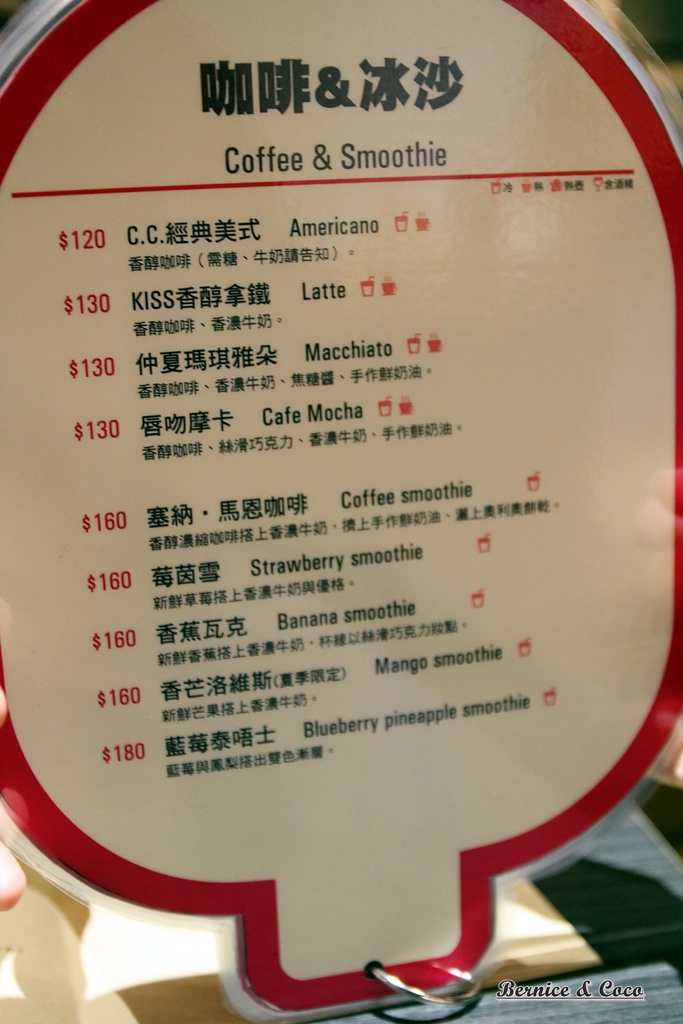 咖啡&冰沙
Coffee & Smoothie
冷 熱 熱壺 含酒精
$120 C.C.經典美式 Americano
香醇咖啡（需糖、牛奶請告知）。
$130 KISS香醇拿鐵 Latte
香醇咖啡、香濃牛奶。
$130 仲夏瑪琪雅朵 Macchiato
香醇咖啡、香濃牛奶、焦糖醬、手作鮮奶油。
$130 唇吻摩卡 Cafe Mocha
香醇咖啡、絲滑巧克力、香濃牛奶、手作鮮奶油。
$160 塞納・馬恩咖啡 Coffee smoothie
香醇濃縮咖啡搭上香濃牛奶，擠上手作鮮奶油、灑上奧利奧餅乾。
$160 莓茵雪 Strawberry smoothie
新鮮草莓搭上香濃牛奶與優格。
$160 香蕉瓦克 Banana smoothie
新鮮香蕉搭上香濃牛奶，杯緣以絲滑巧克力妝點。
$160 香芒洛維斯(夏季限定) Mango smoothie
新鮮芒果搭上香濃牛奶。
$180 藍莓泰唔士 Blueberry pineapple smoothie
藍莓與鳳梨搭出雙色漸層。
Bernice & Coco